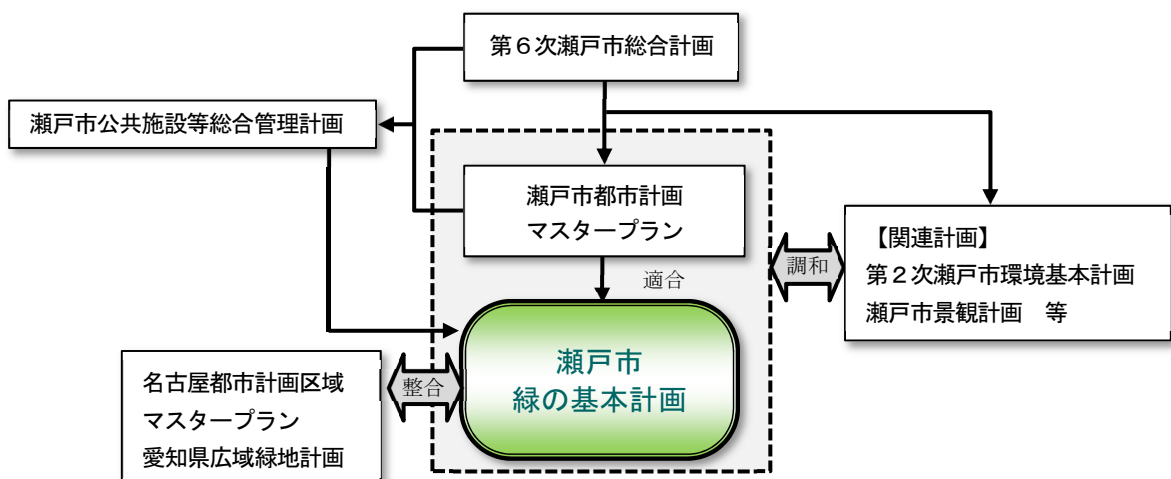 第６次瀬戸市総合計画
瀬戸市公共施設等総合管理計画
瀬戸市都市計画
マスタープラン
適合
調和
【関連計画】
第２次瀬戸市環境基本計画
瀬戸市景観計画　等
瀬戸市
緑の基本計画
整合
名古屋都市計画区域
マスタープラン
愛知県広域緑地計画